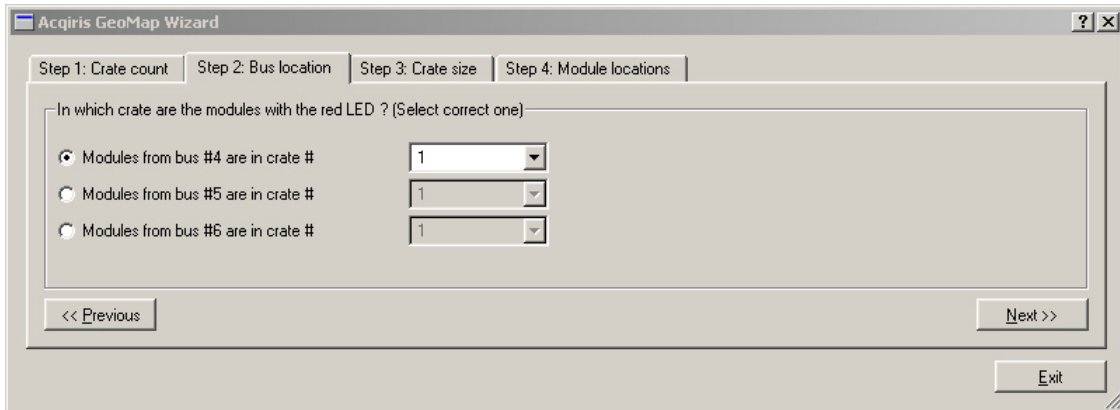 Acqiris GeoMap Wizard
Step 1: Crate count Step 2: Bus location Step 3: Crate size Step 4: Module locations
In which crate are the modules with the red LED ? (Select correct one)
Modules from bus #4 are in crate # 1
Modules from bus #5 are in crate # 1
Modules from bus #6 are in crate # 1
<< Previous Next >>
Exit